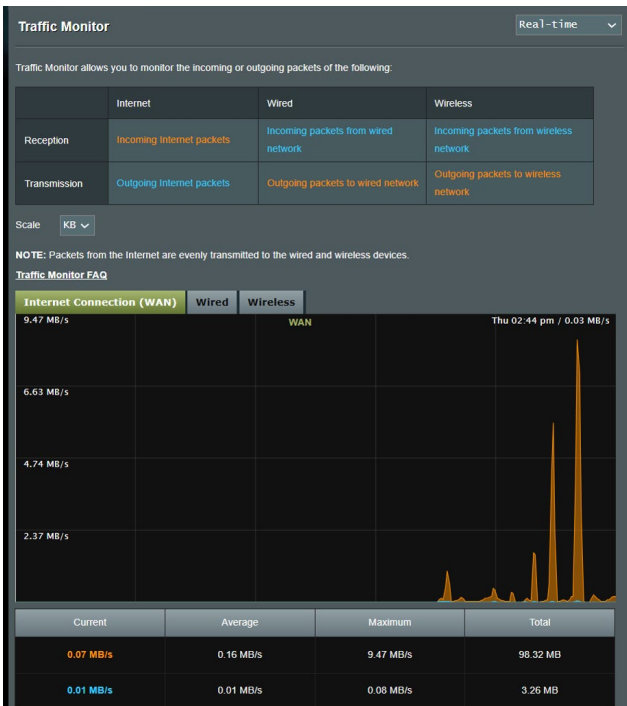 Traffic Monitor
Real-time
Traffic Monitor allows you to monitor the incoming or outgoing packets of the following:
Internet Wired Wireless
Reception Incoming Internet packets Incoming packets from wired network Incoming packets from wireless network
Transmission Outgoing Internet packets Outgoing packets to wired network Outgoing packets to wireless network
Scale KB
NOTE: Packets from the Internet are evenly transmitted to the wired and wireless devices.
Traffic Monitor FAQ
Internet Connection (WAN) Wired Wireless
9.47 MB/s WAN Thu 02:44 pm / 0.03 MB/s
6.63 MB/s
4.74 MB/s
2.37 MB/s
Current Average Maximum Total
0.07 MB/s 0.16 MB/s 9.47 MB/s 98.32 MB
0.01 MB/s 0.01 MB/s 0.08 MB/s 3.26 MB